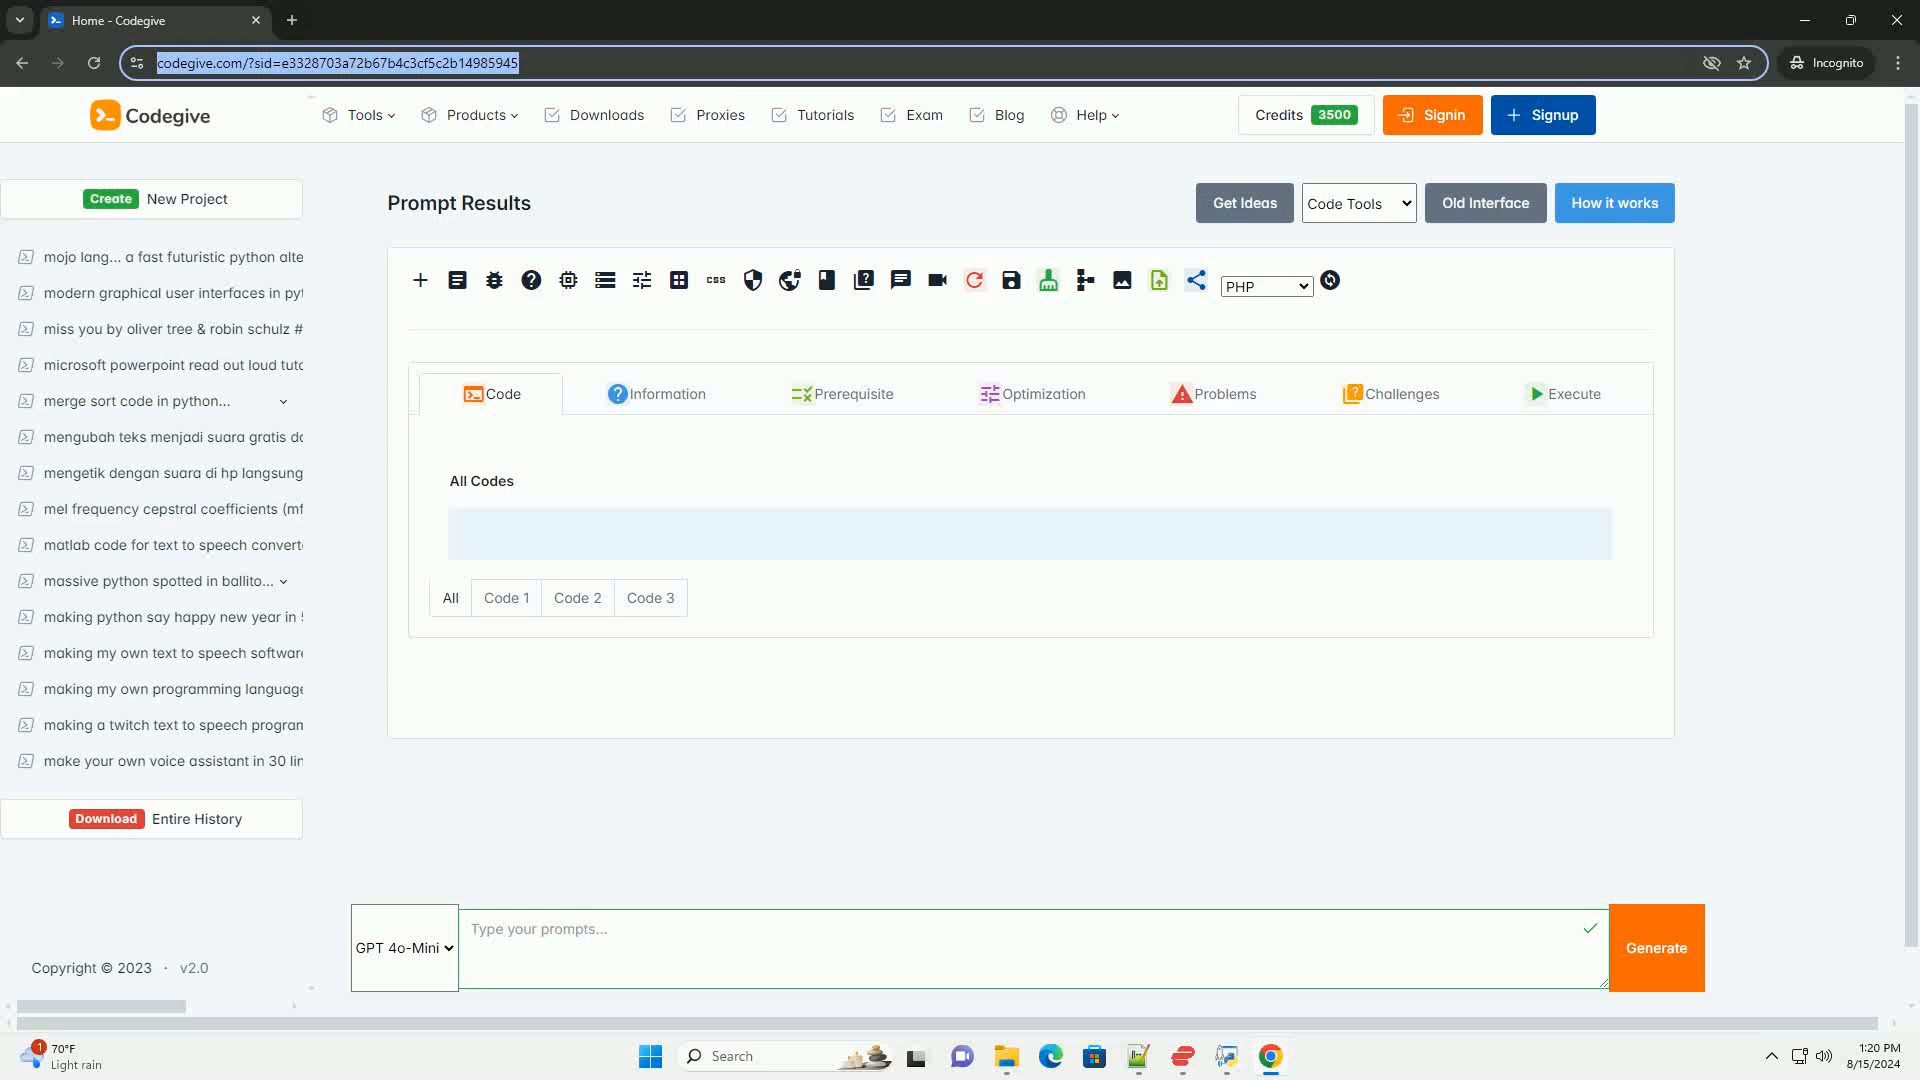 Home - Codegive
codegive.com/?sid=e3328703a72b67b4c3cf5c2b14985945
Incognito
Codegive
Tools
Products
Downloads
Proxies
Tutorials
Exam
Blog
Help
Credits 3500
Signin
Signup
Create New Project
mojo lang... a fast futuristic python alte
modern graphical user interfaces in pyt
miss you by oliver tree & robin schulz #
microsoft powerpoint read out loud tuto
merge sort code in python...
mengubah teks menjadi suara gratis da
mengetik dengan suara di hp langsung
mel frequency cepstral coefficients (mf
matlab code for text to speech converte
massive python spotted in ballito...
making python say happy new year in 5
making my own text to speech software
making my own programming language
making a twitch text to speech program
make your own voice assistant in 30 lin
Download Entire History
Copyright © 2023 · v2.0
Prompt Results
Get Ideas
Code Tools
Old Interface
How it works
css
PHP
Code
Information
Prerequisite
Optimization
Problems
Challenges
Execute
All Codes
All
Code 1
Code 2
Code 3
GPT 4o-Mini
Type your prompts...
Generate
1
70°F
Light rain
Search
1:20 PM
8/15/2024